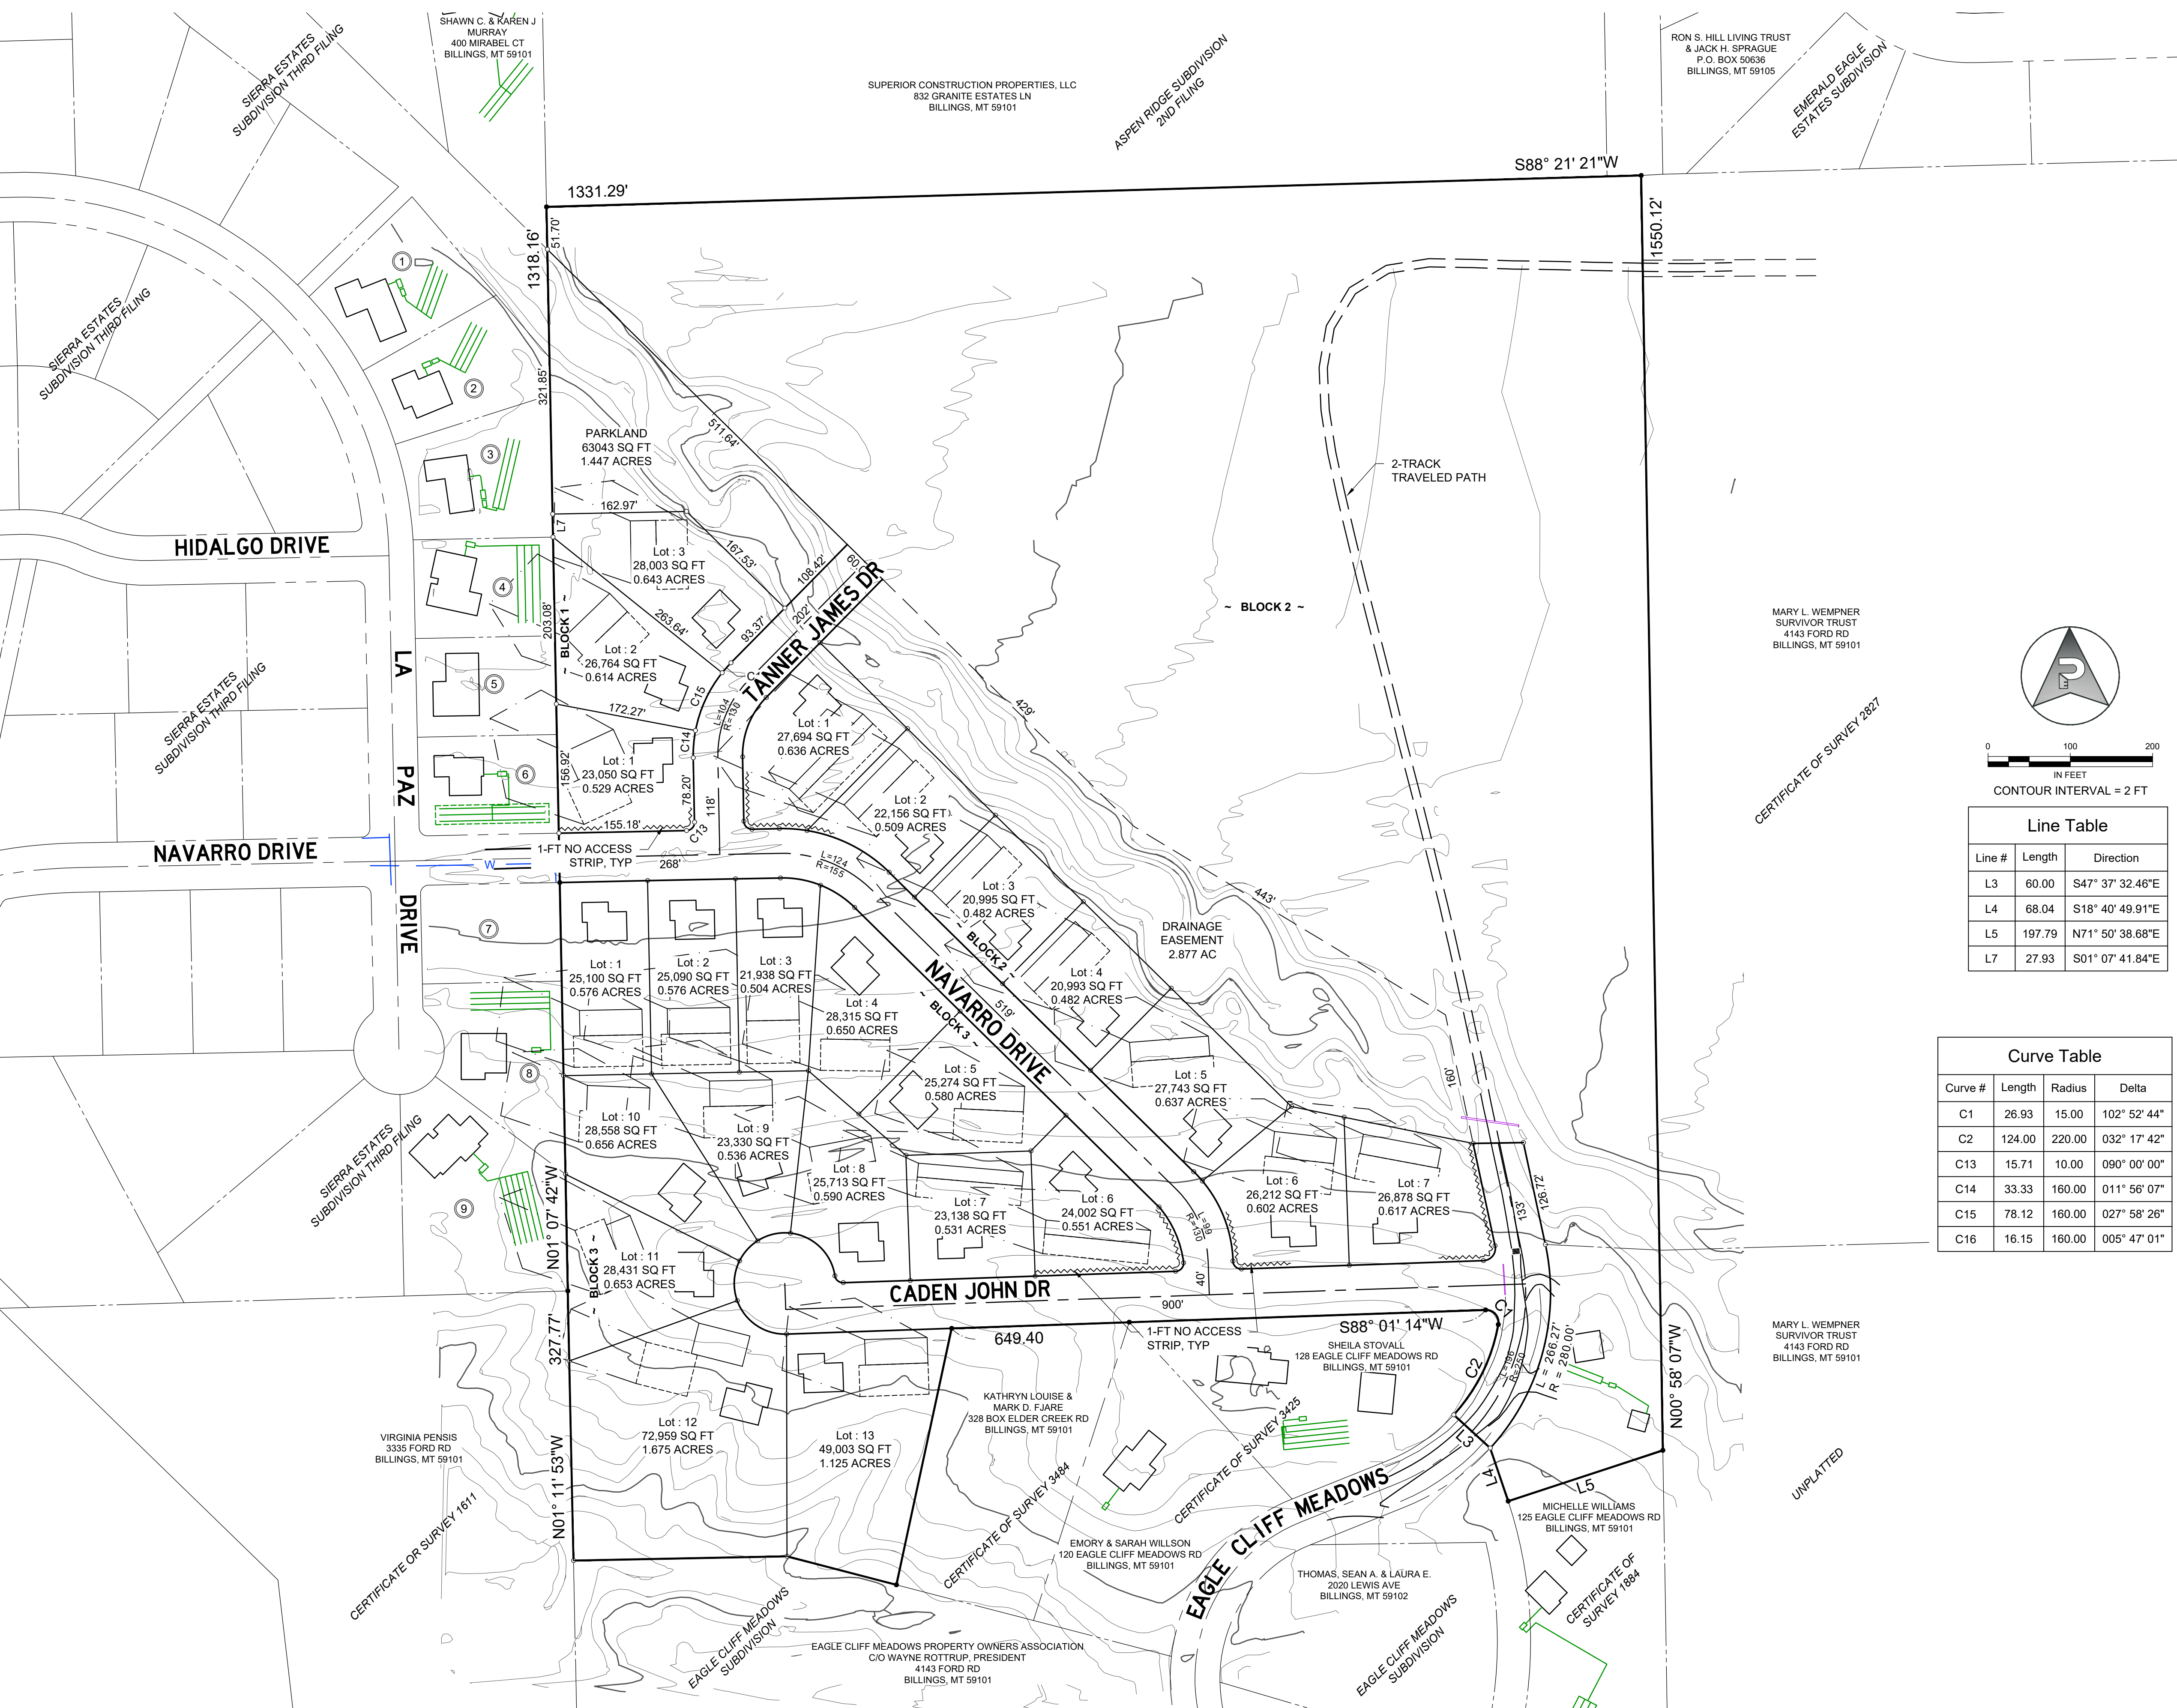 SHAWN C. & KAREN J
MURRAY
400 MIRABEL CT
BILLINGS, MT 59101
SIERRA ESTATES
SUBDIVISION THIRD FILING
SUPERIOR CONSTRUCTION PROPERTIES, LLC
832 GRANITE ESTATES LN
BILLINGS, MT 59101
ASPEN RIDGE SUBDIVISION
2ND FILING
RON S. HILL LIVING TRUST
& JACK H. SPRAGUE
P.O. BOX 50636
BILLINGS, MT 59105
EMERALD EAGLE
ESTATES SUBDIVISION
1331.29'
S88° 21' 21"W
1550.12'
1318.16'
51.70'
321.85'
511.64'
1
2
3
4
5
6
7
8
9
SIERRA ESTATES
SUBDIVISION THIRD FILING
PARKLAND
63043 SQ FT
1.447 ACRES
162.97'
L7
167.53'
108.42'
60.
2-TRACK
TRAVELED PATH
HIDALGO DRIVE
Lot : 3
28,003 SQ FT
0.643 ACRES
263.64'
93.37'
202'
TANNER JAMES DR
203.08'
~ BLOCK 1 ~
Lot : 2
26,764 SQ FT
0.614 ACRES
C15
C
L=104
R=130
172.27'
C14
~ BLOCK 2 ~
429'
MARY L. WEMPNER
SURVIVOR TRUST
4143 FORD RD
BILLINGS, MT 59101
SIERRA ESTATES
SUBDIVISION THIRD FILING
LA PAZ DRIVE
156.92'
Lot : 1
23,050 SQ FT
0.529 ACRES
78.20'
118'
155.18'
C13
Lot : 1
27,694 SQ FT
0.636 ACRES
Lot : 2
22,156 SQ FT
0.509 ACRES
CERTIFICATE OF SURVEY 2827
0 100 200
IN FEET
CONTOUR INTERVAL = 2 FT
Line Table
Line # Length Direction
L3 60.00 S47° 37' 32.46"E
L4 68.04 S18° 40' 49.91"E
L5 197.79 N71° 50' 38.68"E
L7 27.93 S01° 07' 41.84"E
NAVARRO DRIVE
W
1-FT NO ACCESS
STRIP, TYP
268'
L=124
R=155
Lot : 3
20,995 SQ FT
0.482 ACRES
443'
DRAINAGE
EASEMENT
2.877 AC
~ BLOCK 2 ~
Lot : 4
20,993 SQ FT
0.482 ACRES
NAVARRO DRIVE
519'
~ BLOCK 3 ~
Lot : 1
25,100 SQ FT
0.576 ACRES
Lot : 2
25,090 SQ FT
0.576 ACRES
Lot : 3
21,938 SQ FT
0.504 ACRES
Lot : 4
28,315 SQ FT
0.650 ACRES
Lot : 5
25,274 SQ FT
0.580 ACRES
Lot : 5
27,743 SQ FT
0.637 ACRES
160'
Curve Table
Curve # Length Radius Delta
C1 26.93 15.00 102° 52' 44"
C2 124.00 220.00 032° 17' 42"
C13 15.71 10.00 090° 00' 00"
C14 33.33 160.00 011° 56' 07"
C15 78.12 160.00 027° 58' 26"
C16 16.15 160.00 005° 47' 01"
SIERRA ESTATES
SUBDIVISION THIRD FILING
Lot : 10
28,558 SQ FT
0.656 ACRES
Lot : 9
23,330 SQ FT
0.536 ACRES
Lot : 8
25,713 SQ FT
0.590 ACRES
Lot : 7
23,138 SQ FT
0.531 ACRES
Lot : 6
24,002 SQ FT
0.551 ACRES
L=99
R=130
Lot : 6
26,212 SQ FT
0.602 ACRES
Lot : 7
26,878 SQ FT
0.617 ACRES
133'
126.72'
N01° 07' 42"W
~ BLOCK 3 ~
Lot : 11
28,431 SQ FT
0.653 ACRES
CADEN JOHN DR
40'
900'
649.40
1-FT NO ACCESS
STRIP, TYP
S88° 01' 14"W
C1
C2
L=196
R=250
L = 266.27'
R = 280.00'
SHEILA STOVALL
128 EAGLE CLIFF MEADOWS RD
BILLINGS, MT 59101
MARY L. WEMPNER
SURVIVOR TRUST
4143 FORD RD
BILLINGS, MT 59101
N00° 58' 07"W
327.77'
KATHRYN LOUISE &
MARK D. FJARE
328 BOX ELDER CREEK RD
BILLINGS, MT 59101
CERTIFICATE OF SURVEY 3425
L3
L4
L5
VIRGINIA PENSIS
3335 FORD RD
BILLINGS, MT 59101
N01° 11' 53"W
Lot : 12
72,959 SQ FT
1.675 ACRES
Lot : 13
49,003 SQ FT
1.125 ACRES
CERTIFICATE OF SURVEY 3484
EAGLE CLIFF MEADOWS
UNPLATTED
MICHELLE WILLIAMS
125 EAGLE CLIFF MEADOWS RD
BILLINGS, MT 59101
CERTIFICATE OR SURVEY 1611
EMORY & SARAH WILLSON
120 EAGLE CLIFF MEADOWS RD
BILLINGS, MT 59101
THOMAS, SEAN A. & LAURA E.
2020 LEWIS AVE
BILLINGS, MT 59102
CERTIFICATE OF
SURVEY 1884
EAGLE CLIFF MEADOWS
SUBDIVISION
EAGLE CLIFF MEADOWS PROPERTY OWNERS ASSOCIATION
C/O WAYNE ROTTRUP, PRESIDENT
4143 FORD RD
BILLINGS, MT 59101
EAGLE CLIFF MEADOWS
SUBDIVISION